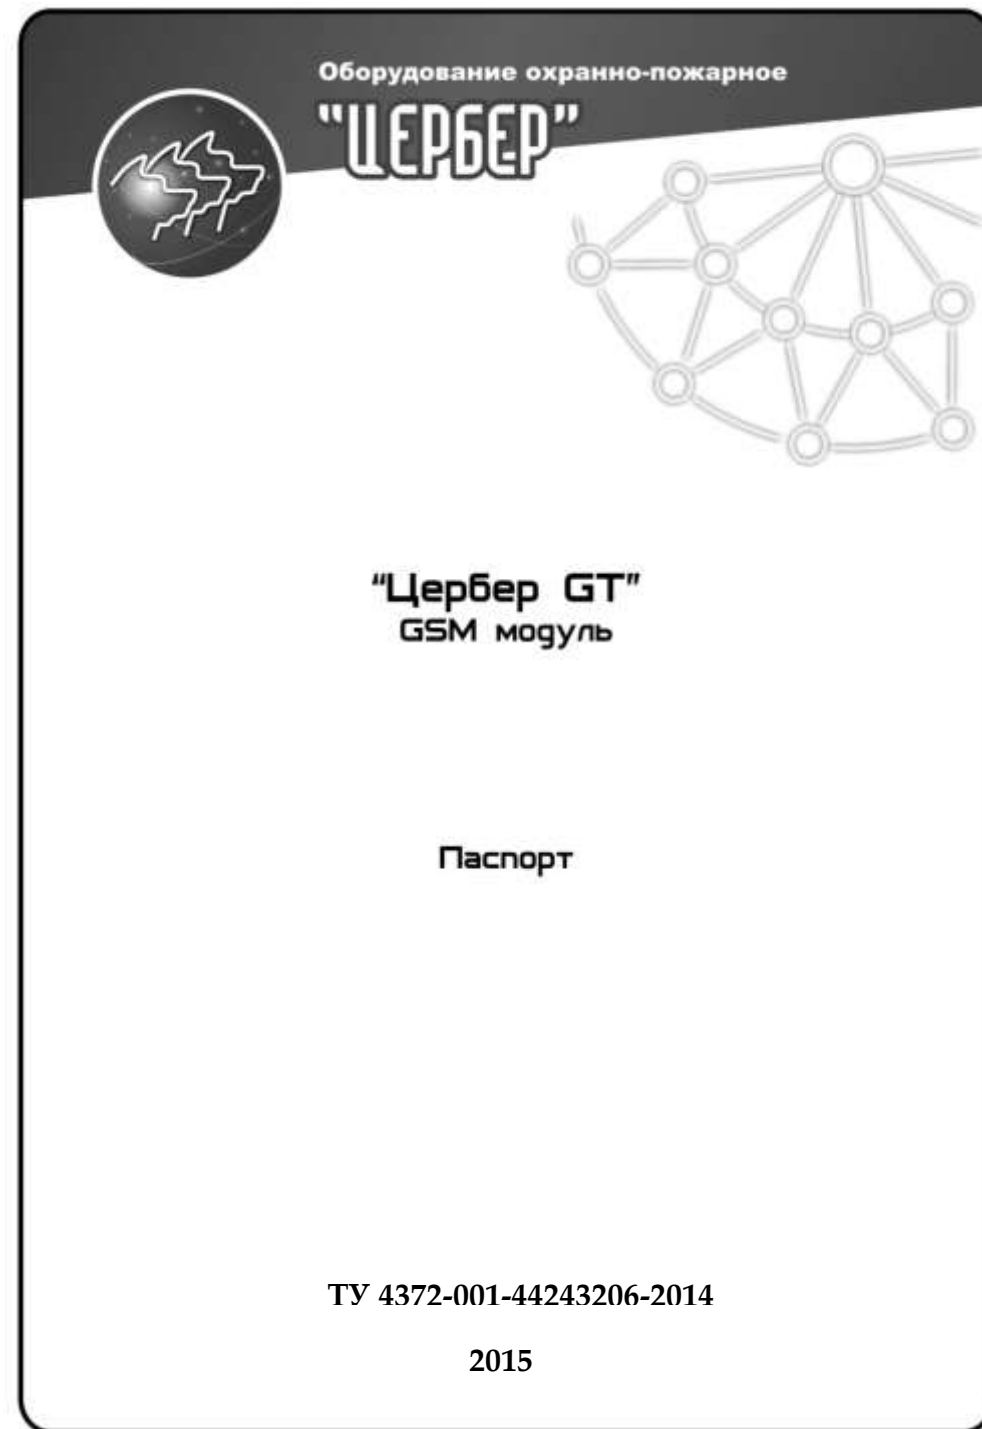 Оборудование охранно-пожарное
"ЦЕРБЕР"
“Цербер GT”
GSM модуль
Паспорт
ТУ 4372-001-44243206-2014
2015